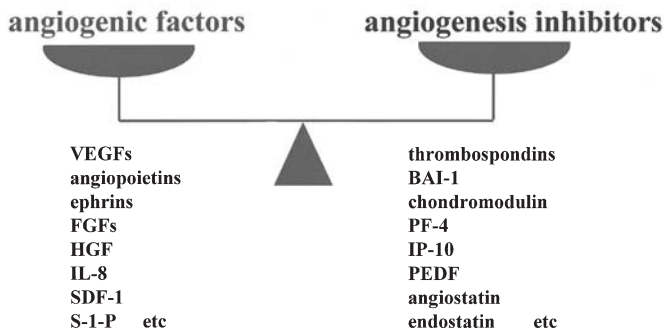 angiogenic factors
angiogenesis inhibitors
VEGFs
angiopoietins
ephrins
FGFs
HGF
IL-8
SDF-1
S-1-P etc
thrombospondins
BAI-1
chondromodulin
PF-4
IP-10
PEDF
angiostatin
endostatin etc